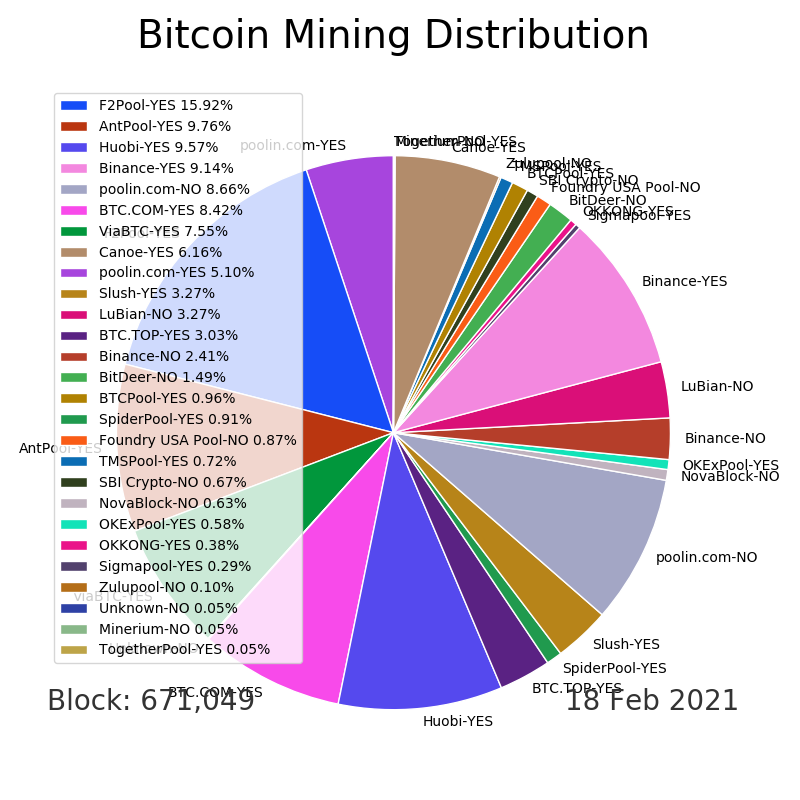 Bitcoin Mining Distribution
F2Pool-YES 15.92%
AntPool-YES 9.76%
Huobi-YES 9.57%
Binance-YES 9.14%
poolin.com-NO 8.66%
BTC.COM-YES 8.42%
ViaBTC-YES 7.55%
Canoe-YES 6.16%
poolin.com-YES 5.10%
Slush-YES 3.27%
LuBian-NO 3.27%
BTC.TOP-YES 3.03%
Binance-NO 2.41%
BitDeer-NO 1.49%
BTCPool-YES 0.96%
SpiderPool-YES 0.91%
Foundry USA Pool-NO 0.87%
TMSPool-YES 0.72%
SBI Crypto-NO 0.67%
NovaBlock-NO 0.63%
OKExPool-YES 0.58%
OKKONG-YES 0.38%
Sigmapool-YES 0.29%
Zulupool-NO 0.10%
Unknown-NO 0.05%
Minerium-NO 0.05%
TogetherPool-YES 0.05%
poolin.com-YES
AntPool-YES
ViaBTC-YES
BTC.COM-YES
Huobi-YES
BTC.TOP-YES
SpiderPool-YES
Slush-YES
poolin.com-NO
NovaBlock-NO
OKExPool-YES
Binance-NO
LuBian-NO
Binance-YES
Sigmapool-YES
OKKONG-YES
BitDeer-NO
Foundry USA Pool-NO
SBI Crypto-NO
BTCPool-YES
TMSPool-YES
Zulupool-NO
Canoe-YES
Minerium-NO
TogetherPool-YES
Block: 671,049
18 Feb 2021